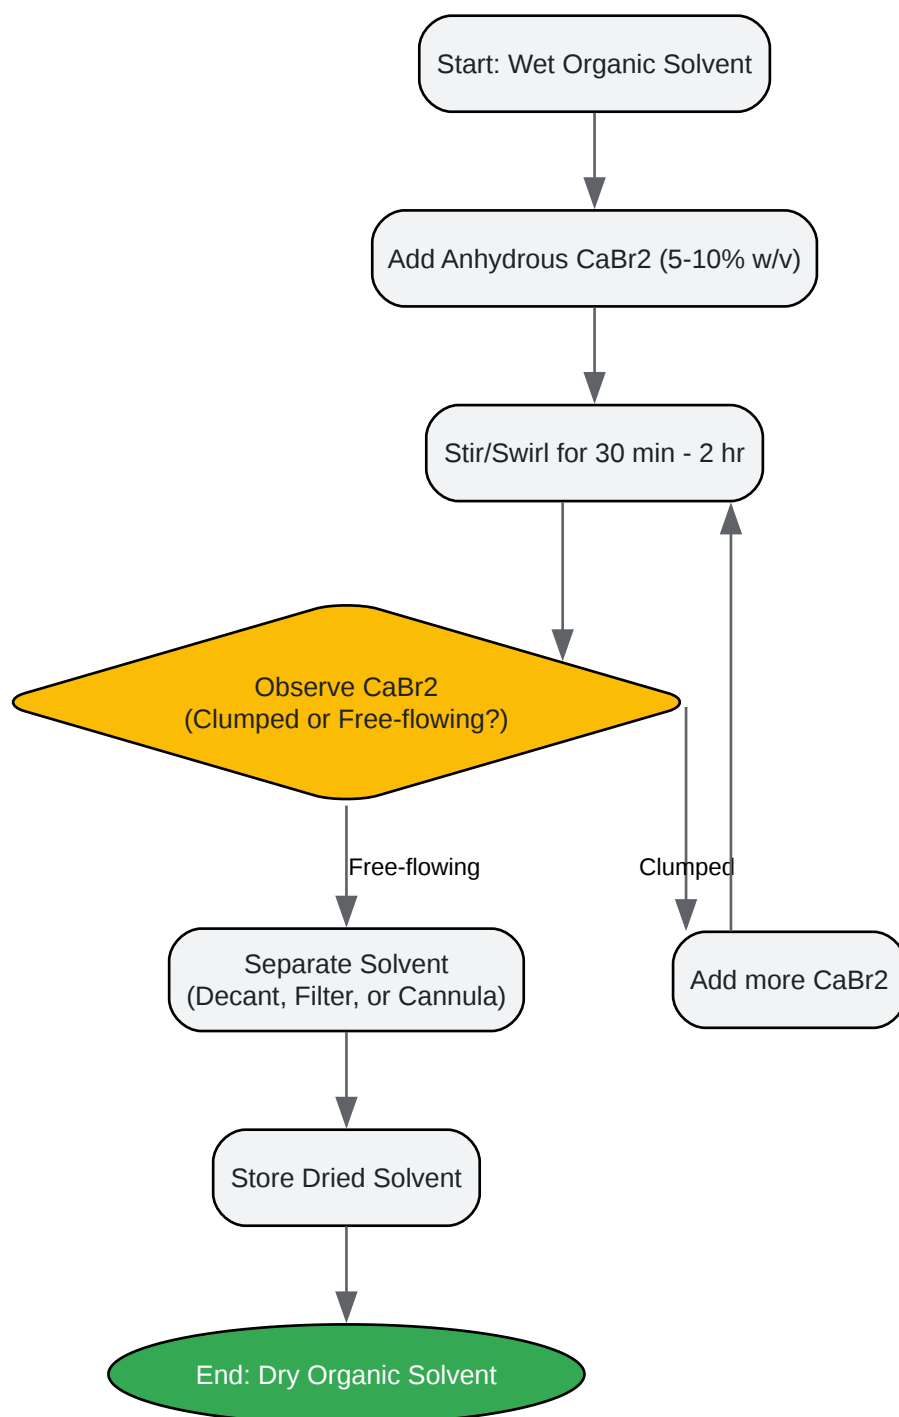 Start: Wet Organic Solvent
Add Anhydrous CaBr2 (5-10% w/v)
Stir/Swirl for 30 min - 2 hr
Observe CaBr2
(Clumped or Free-flowing?)
Free-flowing
Clumped
Separate Solvent
(Decant, Filter, or Cannula)
Add more CaBr2
Store Dried Solvent
End: Dry Organic Solvent